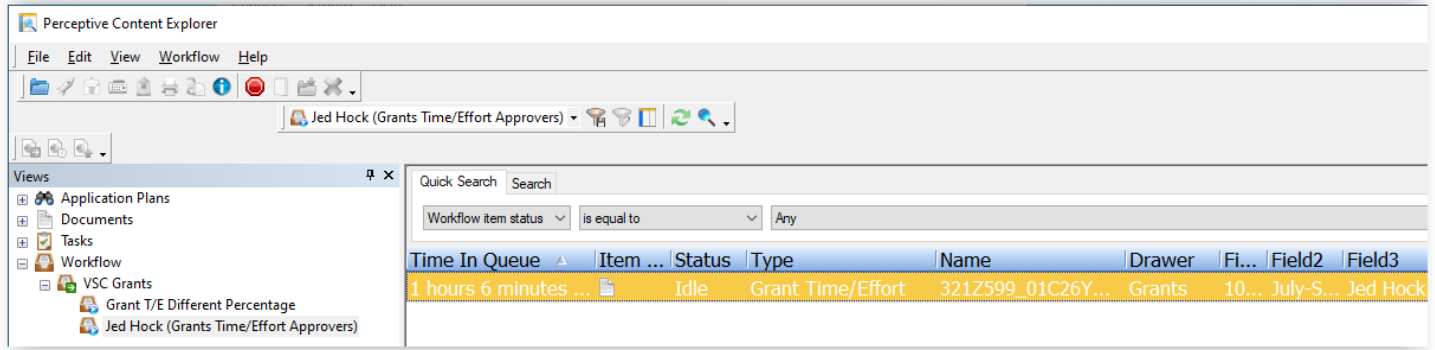 Perceptive Content Explorer
File Edit View Workflow Help
Jed Hock (Grants Time/Effort Approvers)
Views
Application Plans
Documents
Tasks
Workflow
VSC Grants
Grant T/E Different Percentage
Jed Hock (Grants Time/Effort Approvers)
Quick Search Search
Workflow item status is equal to Any
Time In Queue Item ... Status Type Name Drawer Fi... Field2 Field3
1 hours 6 minutes ... Idle Grant Time/Effort 321Z599_01C26Y... Grants 10... July-S... Jed Hock